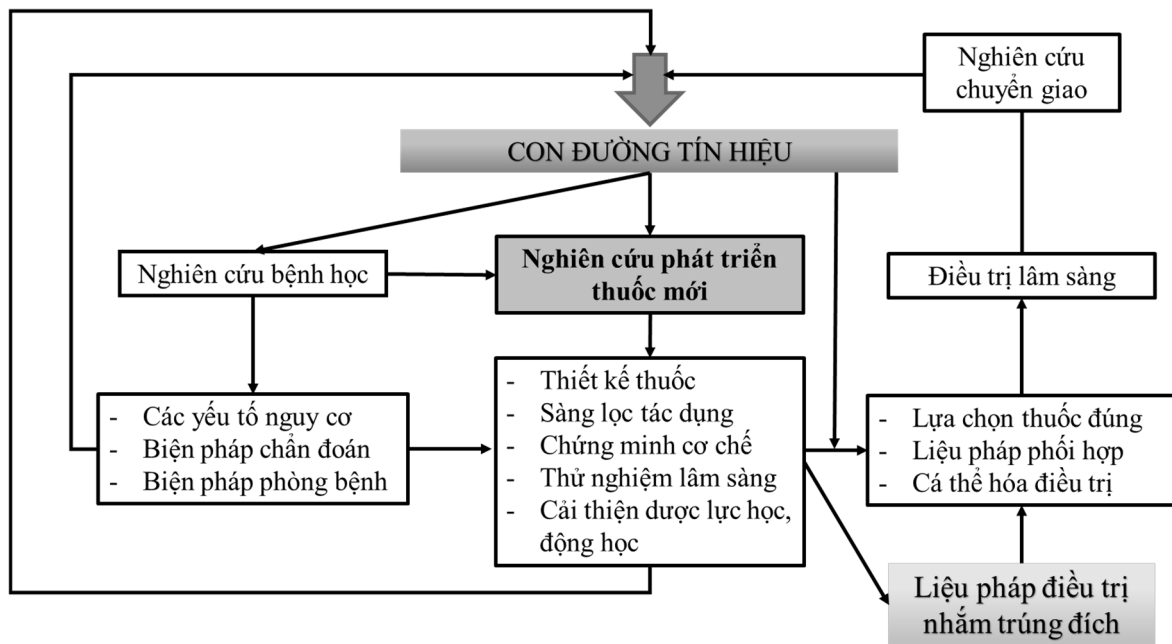 Nghiên cứu
chuyển giao
CON ĐƯỜNG TÍN HIỆU
Nghiên cứu bệnh học
Nghiên cứu phát triển
thuốc mới
Điều trị lâm sàng
- Các yếu tố nguy cơ
- Biện pháp chẩn đoán
- Biện pháp phòng bệnh
- Thiết kế thuốc
- Sàng lọc tác dụng
- Chứng minh cơ chế
- Thử nghiệm lâm sàng
- Cải thiện dược lực học,
động học
- Lựa chọn thuốc đúng
- Liệu pháp phối hợp
- Cá thể hóa điều trị
Liệu pháp điều trị
nhắm trúng đích